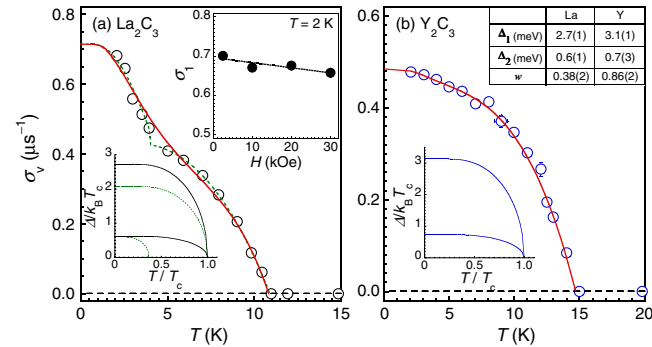 (a) La2C3
T = 2 K
σ1
0.8
0.7
0.6
0.5
0 10 20 30
H (kOe)
σv (μs-1)
0.8
0.6
0.4
0.2
0.0
Δ/kBTc
3
2
1
0
0 1.0
T / Tc
0 5 10 15
T (K)
(b) Y2C3
La Y
Δ1 (meV) 2.7(1) 3.1(1)
Δ2 (meV) 0.6(1) 0.7(3)
w 0.38(2) 0.86(2)
0.6
0.4
0.2
0.0
Δ/kBTc
3
2
1
0
0 1.0
T / Tc
0 5 10 15 20
T (K)